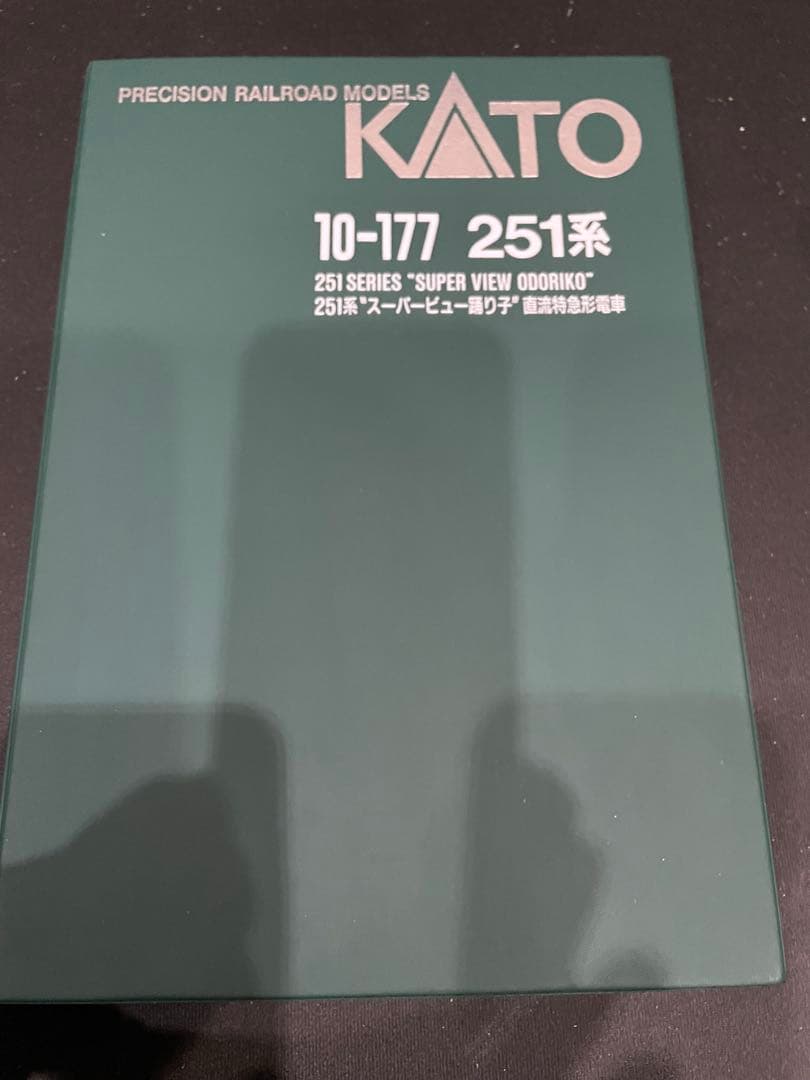 PRECISION RAILROAD MODELS
KATO
10-177 251系
251 SERIES "SUPER VIEW ODORIKO"
251系〝スーパービュー踊り子〞直流特急形電車